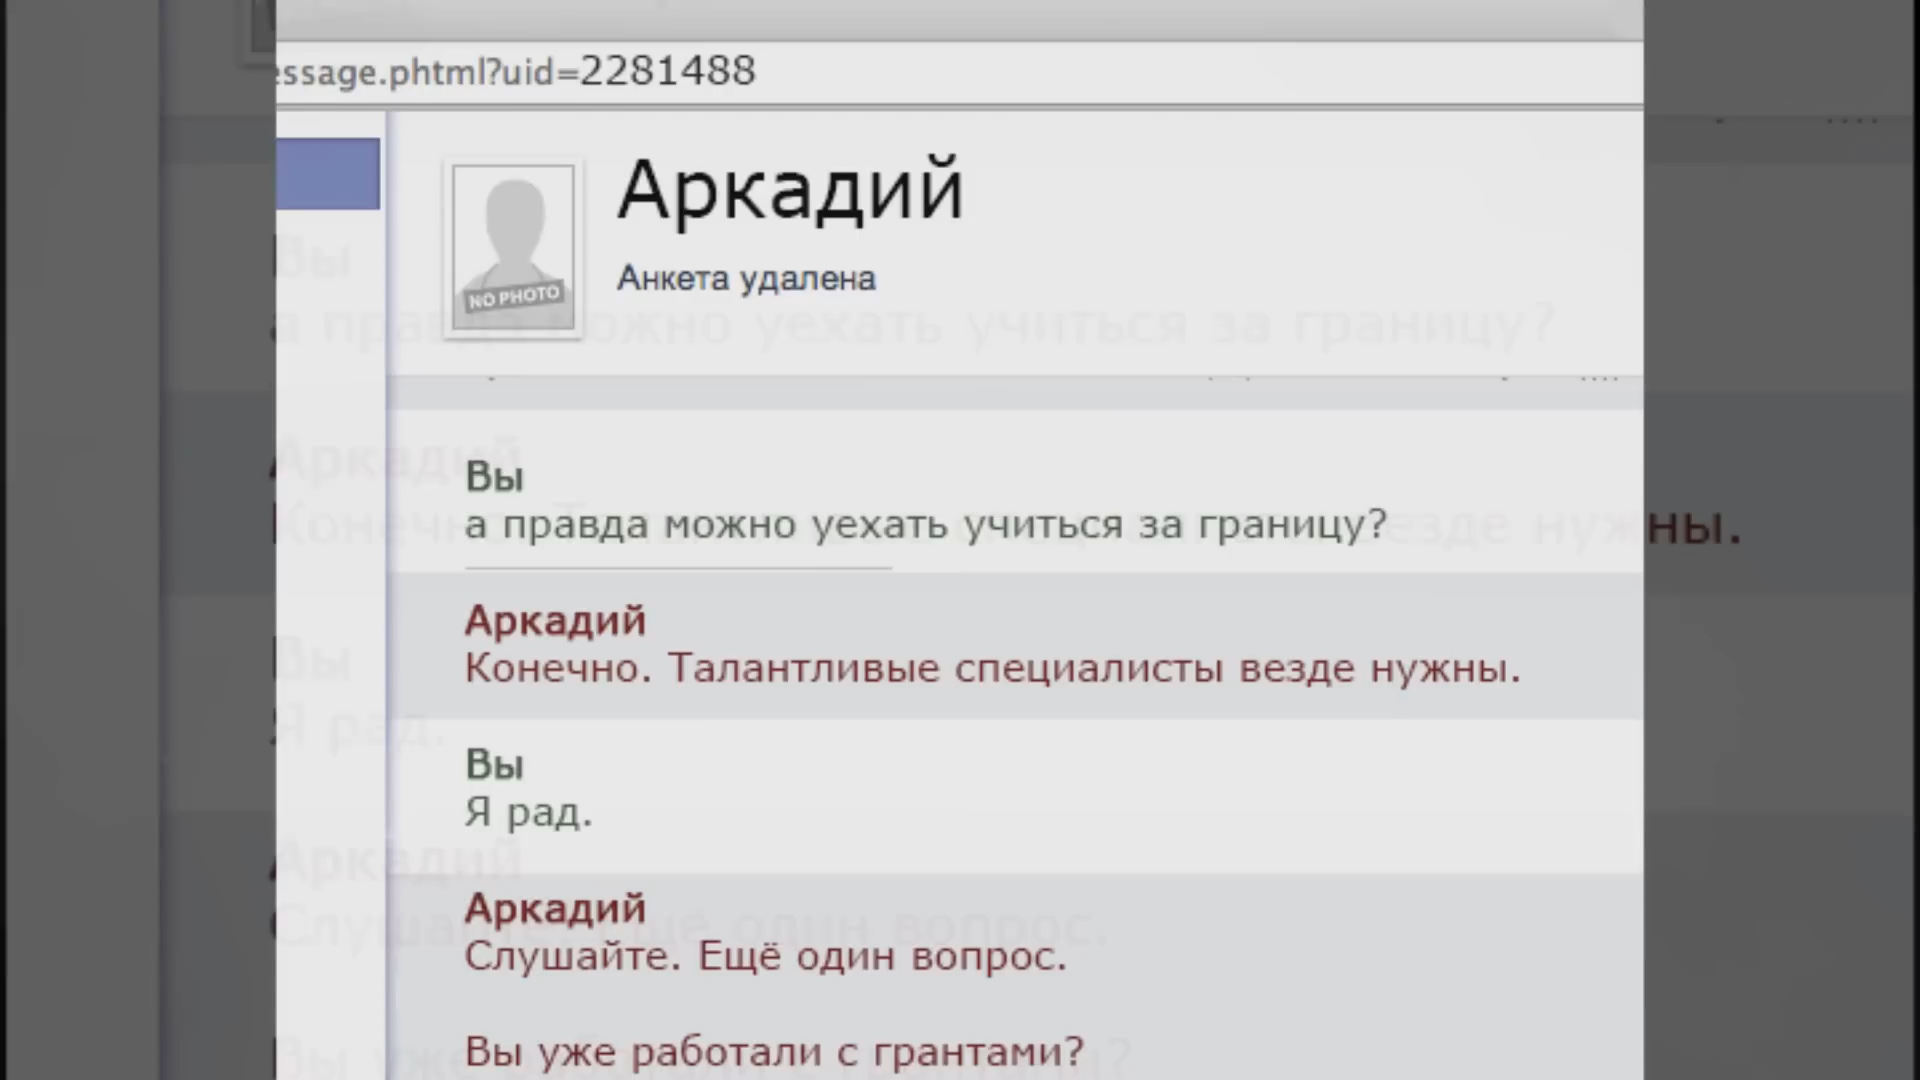 essage.phtml?uid=2281488
Аркадий
NO PHOTO
Анкета удалена
Вы
а правда можно уехать учиться за границу?
Аркадий
Конечно. Талантливые специалисты везде нужны.
Вы
Я рад.
Аркадий
Слушайте. Ещё один вопрос.
Вы уже работали с грантами?